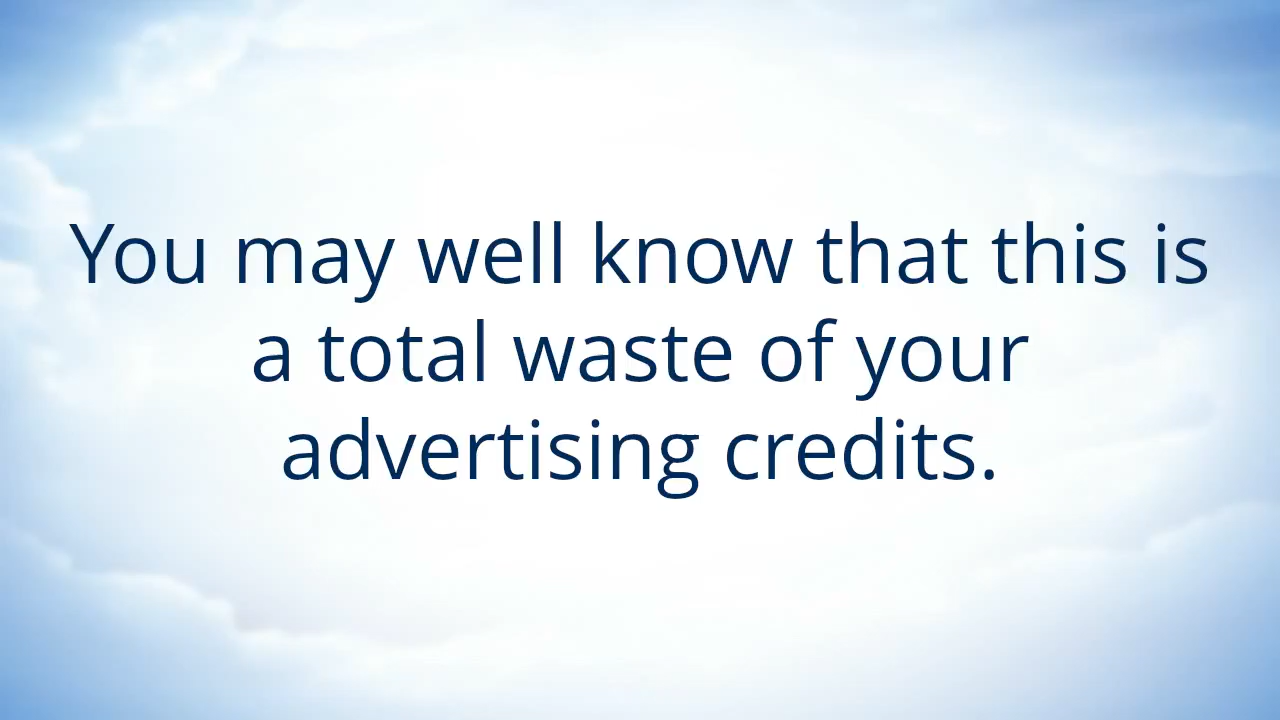 You may well know that this is
a total waste of your
advertising credits.